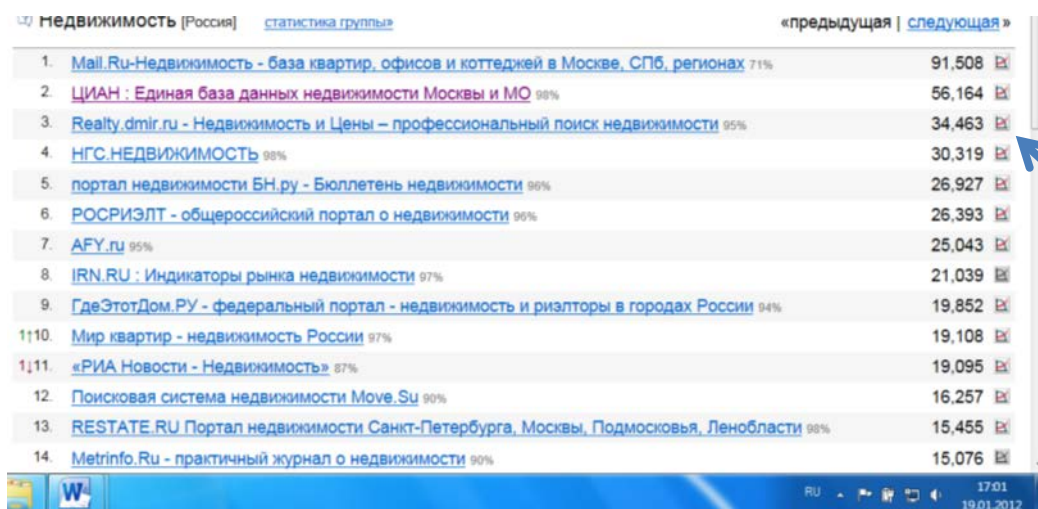 Недвижимость [Россия] статистика группы» «предыдущая | следующая »
1. Mail.Ru-Недвижимость - база квартир, офисов и коттеджей в Москве, СПб, регионах 71% 91,508
2. ЦИАН : Единая база данных недвижимости Москвы и МО 98% 56,164
3. Realty.dmir.ru - Недвижимость и Цены – профессиональный поиск недвижимости 95% 34,463
4. НГС.НЕДВИЖИМОСТЬ 98% 30,319
5. портал недвижимости БН.ру - Бюллетень недвижимости 96% 26,927
6. РОСРИЭЛТ - общероссийский портал о недвижимости 96% 26,393
7. AFY.ru 95% 25,043
8. IRN.RU : Индикаторы рынка недвижимости 97% 21,039
9. ГдеЭтотДом.РУ - федеральный портал - недвижимость и риэлторы в городах России 94% 19,852
1↑10. Мир квартир - недвижимость России 97% 19,108
1↓11. «РИА Новости - Недвижимость» 87% 19,095
12. Поисковая система недвижимости Move.Su 90% 16,257
13. RESTATE.RU Портал недвижимости Санкт-Петербурга, Москвы, Подмосковья, Ленобласти 98% 15,455
14. Metrinfo.Ru - практичный журнал о недвижимости 90% 15,076
W RU 17:01
19.01.2012